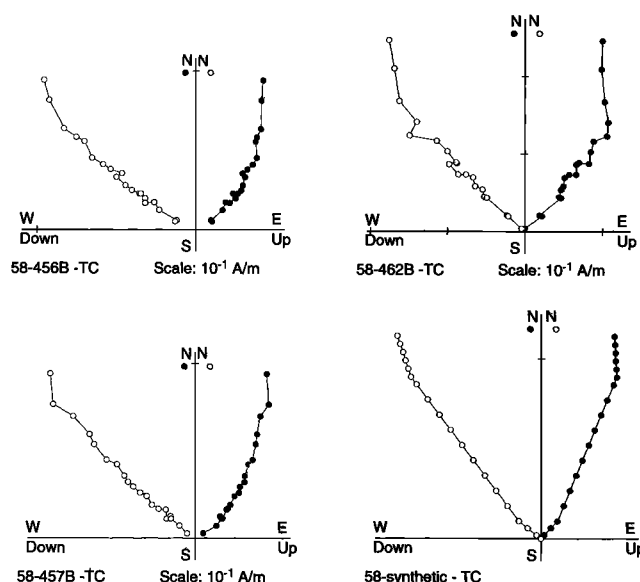 N N
W E
Down S Up
58-456B -TC Scale: 10⁻¹ A/m
N N
W E
Down S Up
58-462B -TC Scale: 10⁻¹ A/m
N N
W E
Down S Up
58-457B -TC Scale: 10⁻¹ A/m
N N
W E
Down S Up
58-synthetic - TC